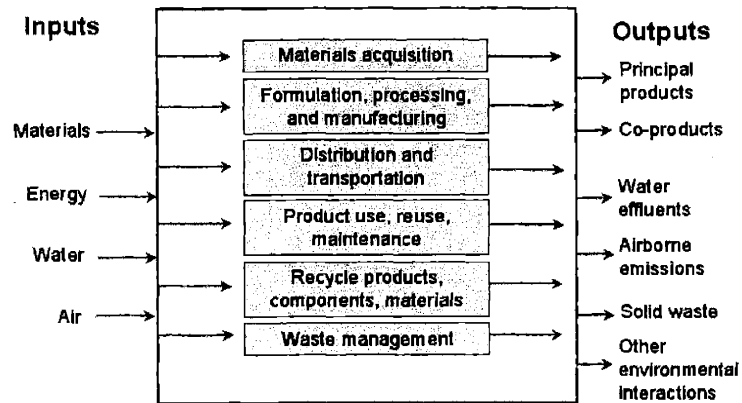 Inputs
Materials
Energy
Water
Air
Materials acquisition
Formulation, processing,
and manufacturing
Distribution and
transportation
Product use, reuse,
maintenance
Recycle products,
components, materials
Waste management
Outputs
Principal
products
Co-products
Water
effluents
Airborne
emissions
Solid waste
Other
environmental
interactions